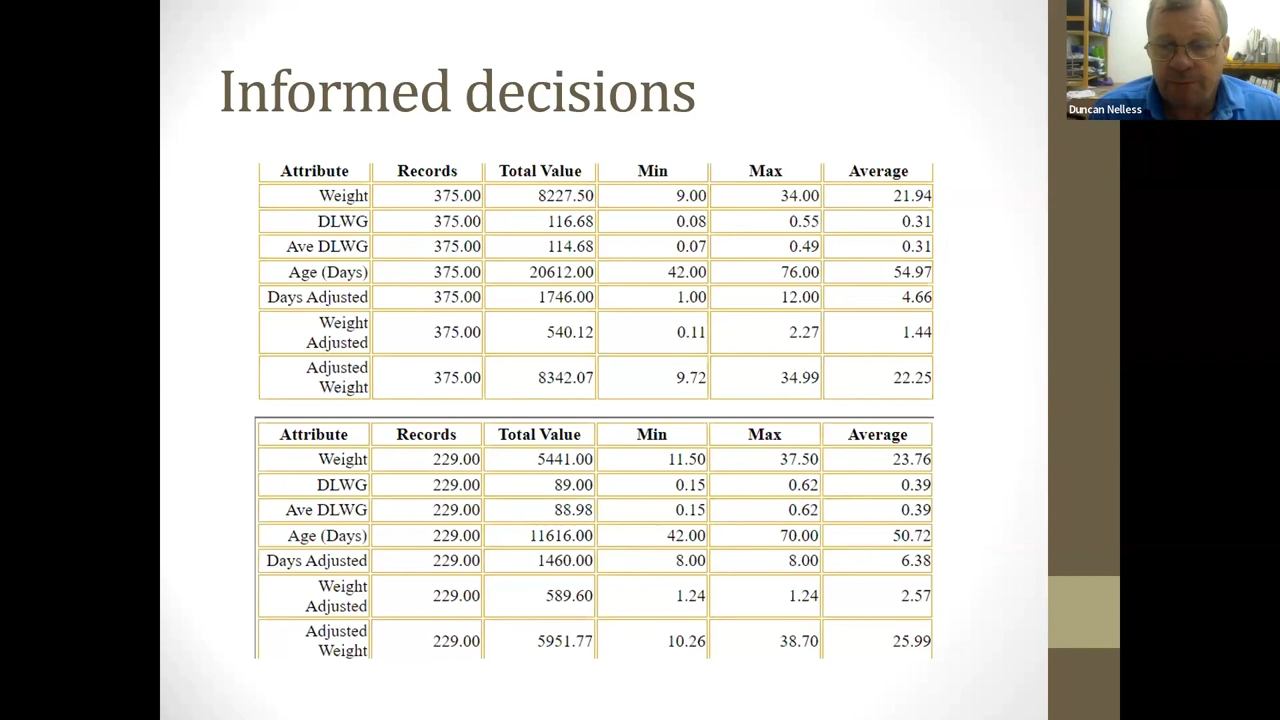 Informed decisions
Duncan Nelless
Attribute Records Total Value Min Max Average
Weight 375.00 8227.50 9.00 34.00 21.94
DLWG 375.00 116.68 0.08 0.55 0.31
Ave DLWG 375.00 114.68 0.07 0.49 0.31
Age (Days) 375.00 20612.00 42.00 76.00 54.97
Days Adjusted 375.00 1746.00 1.00 12.00 4.66
Weight
Adjusted 375.00 540.12 0.11 2.27 1.44
Adjusted
Weight 375.00 8342.07 9.72 34.99 22.25
Attribute Records Total Value Min Max Average
Weight 229.00 5441.00 11.50 37.50 23.76
DLWG 229.00 89.00 0.15 0.62 0.39
Ave DLWG 229.00 88.98 0.15 0.62 0.39
Age (Days) 229.00 11616.00 42.00 70.00 50.72
Days Adjusted 229.00 1460.00 8.00 8.00 6.38
Weight
Adjusted 229.00 589.60 1.24 1.24 2.57
Adjusted
Weight 229.00 5951.77 10.26 38.70 25.99